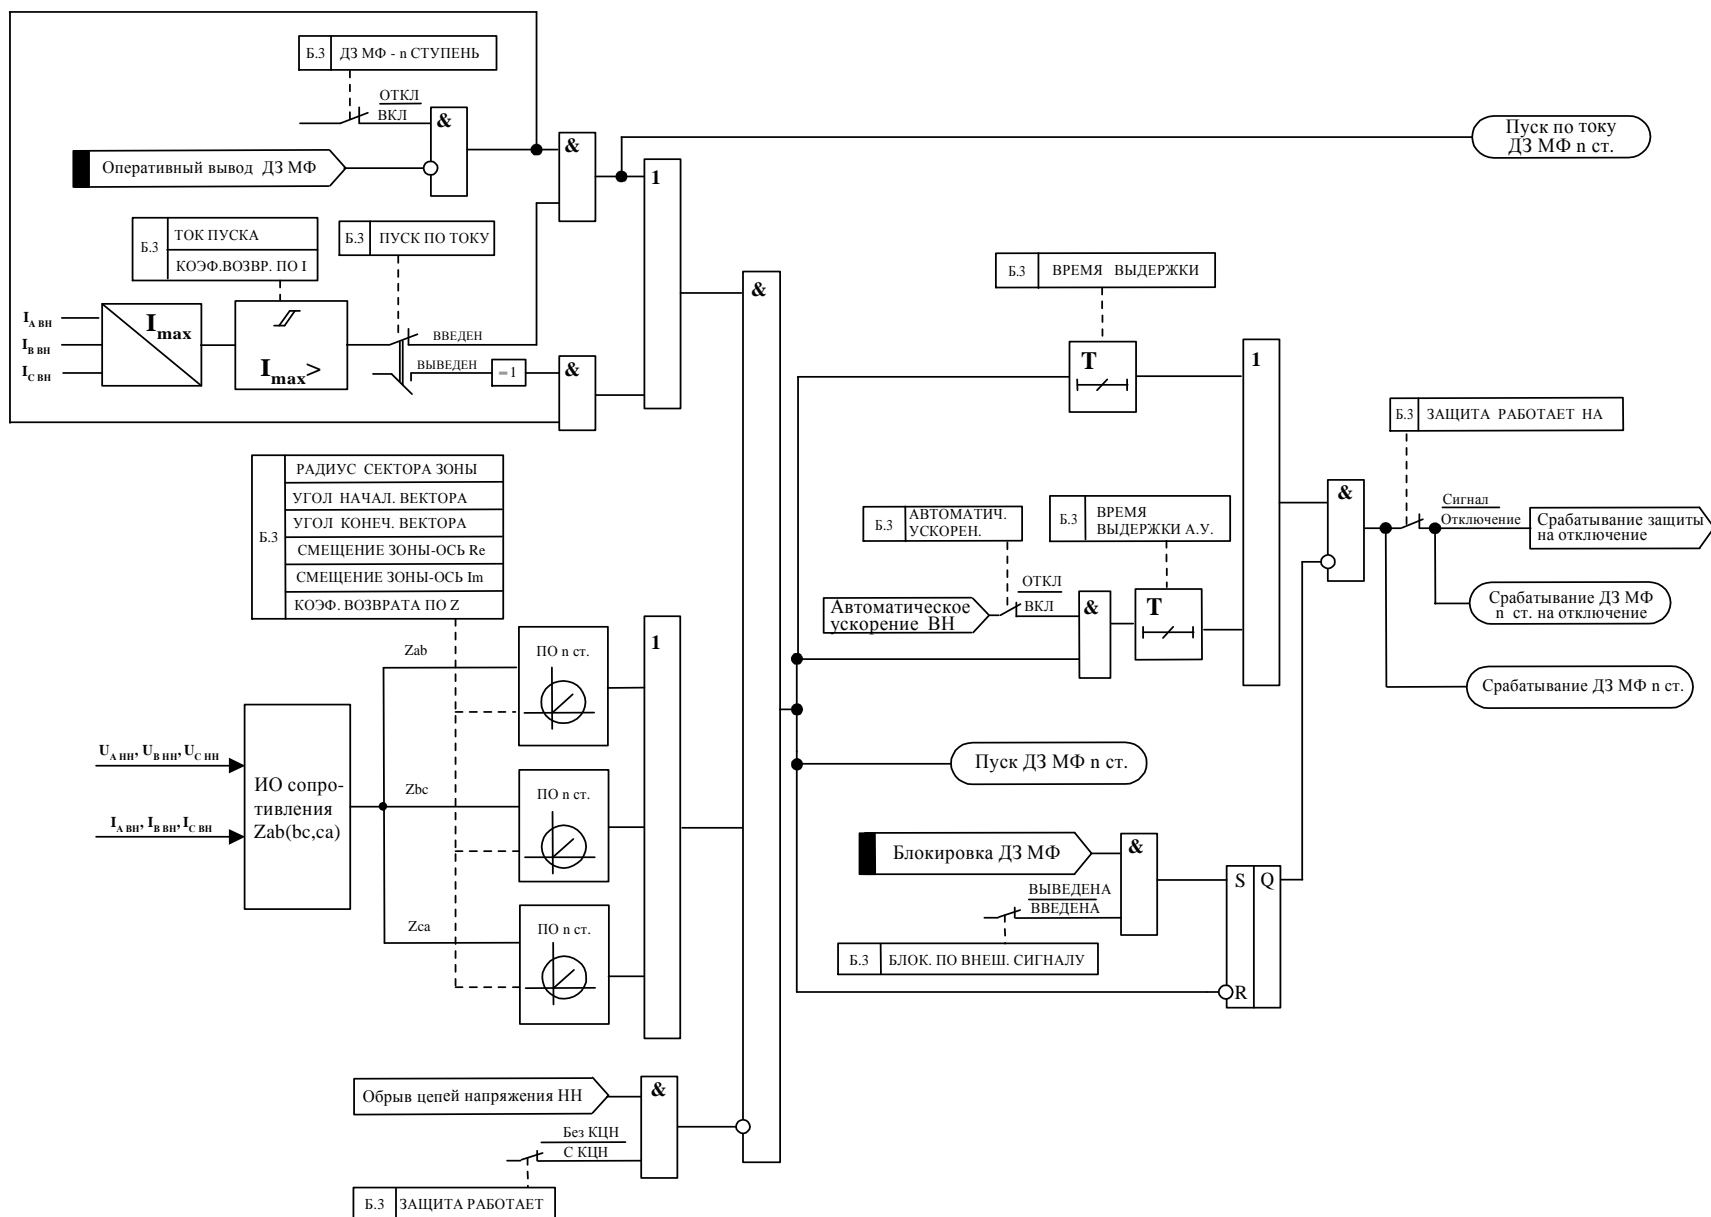 Б.3 ДЗ МФ - n СТУПЕНЬ
ОТКЛ
ВКЛ
&
Оперативный вывод ДЗ МФ
&
1
Пуск по току
ДЗ МФ n ст.
Б.3
ТОК ПУСКА
КОЭФ.ВОЗВР. ПО I
Б.3 ПУСК ПО ТОКУ
I A ВН
I B ВН
I C ВН
I max
I max >
ВВЕДЕН
ВЫВЕДЕН
=1
&
&
Б.3 ВРЕМЯ ВЫДЕРЖКИ
T
1
Б.3 ЗАЩИТА РАБОТАЕТ НА
Б.3
РАДИУС СЕКТОРА ЗОНЫ
УГОЛ НАЧАЛ. ВЕКТОРА
УГОЛ КОНЕЧ. ВЕКТОРА
СМЕЩЕНИЕ ЗОНЫ-ОСЬ Re
СМЕЩЕНИЕ ЗОНЫ-ОСЬ Im
КОЭФ. ВОЗВРАТА ПО Z
Б.3
АВТОМАТИЧ.
УСКОРЕН.
Б.3
ВРЕМЯ
ВЫДЕРЖКИ А.У.
&
Сигнал
Отключение
Срабатывание защиты
на отключение
Автоматическое
ускорение ВН
ОТКЛ
ВКЛ
&
T
Срабатывание ДЗ МФ
n ст. на отключение
Срабатывание ДЗ МФ n ст.
Zab
ПО n ст.
1
U A НН, U B НН, U C НН
I A ВН, I B ВН, I C ВН
ИО сопро-
тивления
Zab(bc,ca)
Zbc
ПО n ст.
Zca
ПО n ст.
Пуск ДЗ МФ n ст.
Блокировка ДЗ МФ
&
ВЫВЕДЕНА
ВВЕДЕНА
Б.3 БЛОК. ПО ВНЕШ. СИГНАЛУ
S Q
R
Обрыв цепей напряжения НН
&
Без КЦН
С КЦН
Б.3 ЗАЩИТА РАБОТАЕТ